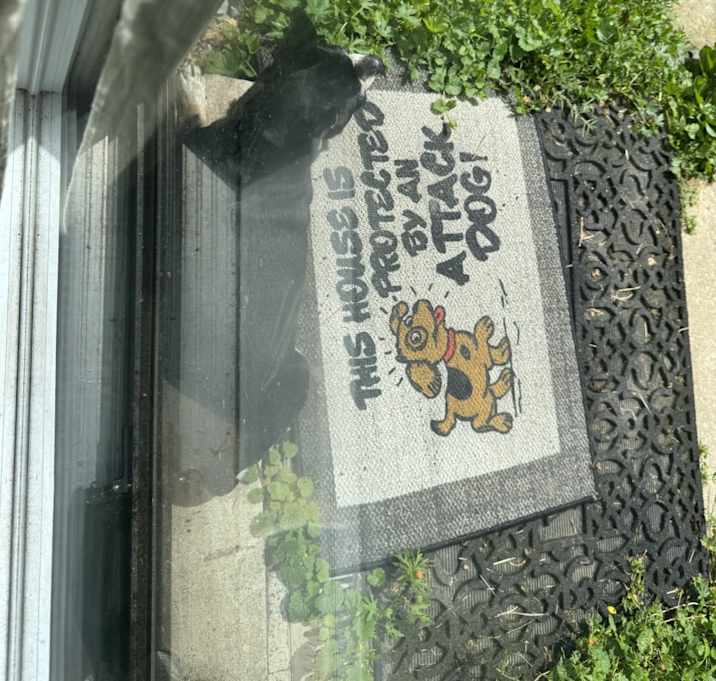 THIS HOUSE IS
PROTECTED
BY AN
ATTACK
DOG!